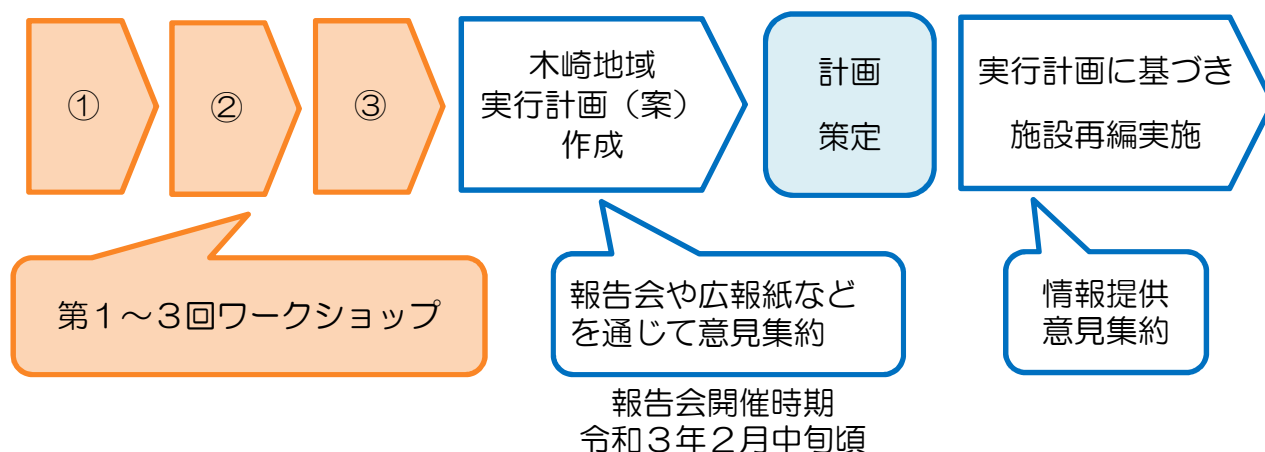 ①
②
③
木崎地域
実行計画（案）
作成
計画
策定
実行計画に基づき
施設再編実施
第１～３回ワークショップ
報告会や広報紙など
を通じて意見集約
情報提供
意見集約
報告会開催時期
令和３年２月中旬頃